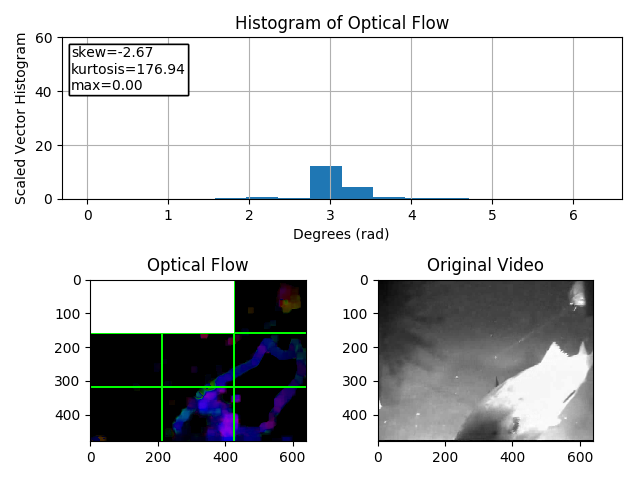 Histogram of Optical Flow
skew=-2.67
kurtosis=176.94
max=0.00
Scaled Vector Histogram
60
40
20
0
0 1 2 3 4 5 6
Degrees (rad)
Optical Flow
0
100
200
300
400
0 200 400 600
Original Video
0
100
200
300
400
0 200 400 600